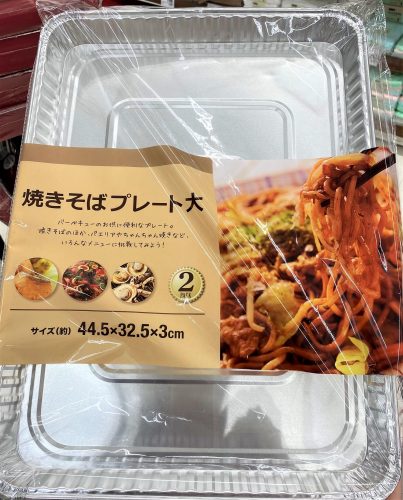 焼きそばプレート大
バーベキューのお供に便利なプレート。
焼きそばのほか、パエリアやちゃんちゃん焼きなど、
いろんなメニューに挑戦してみよう!
2
サイズ(約) 44.5×32.5×3cm